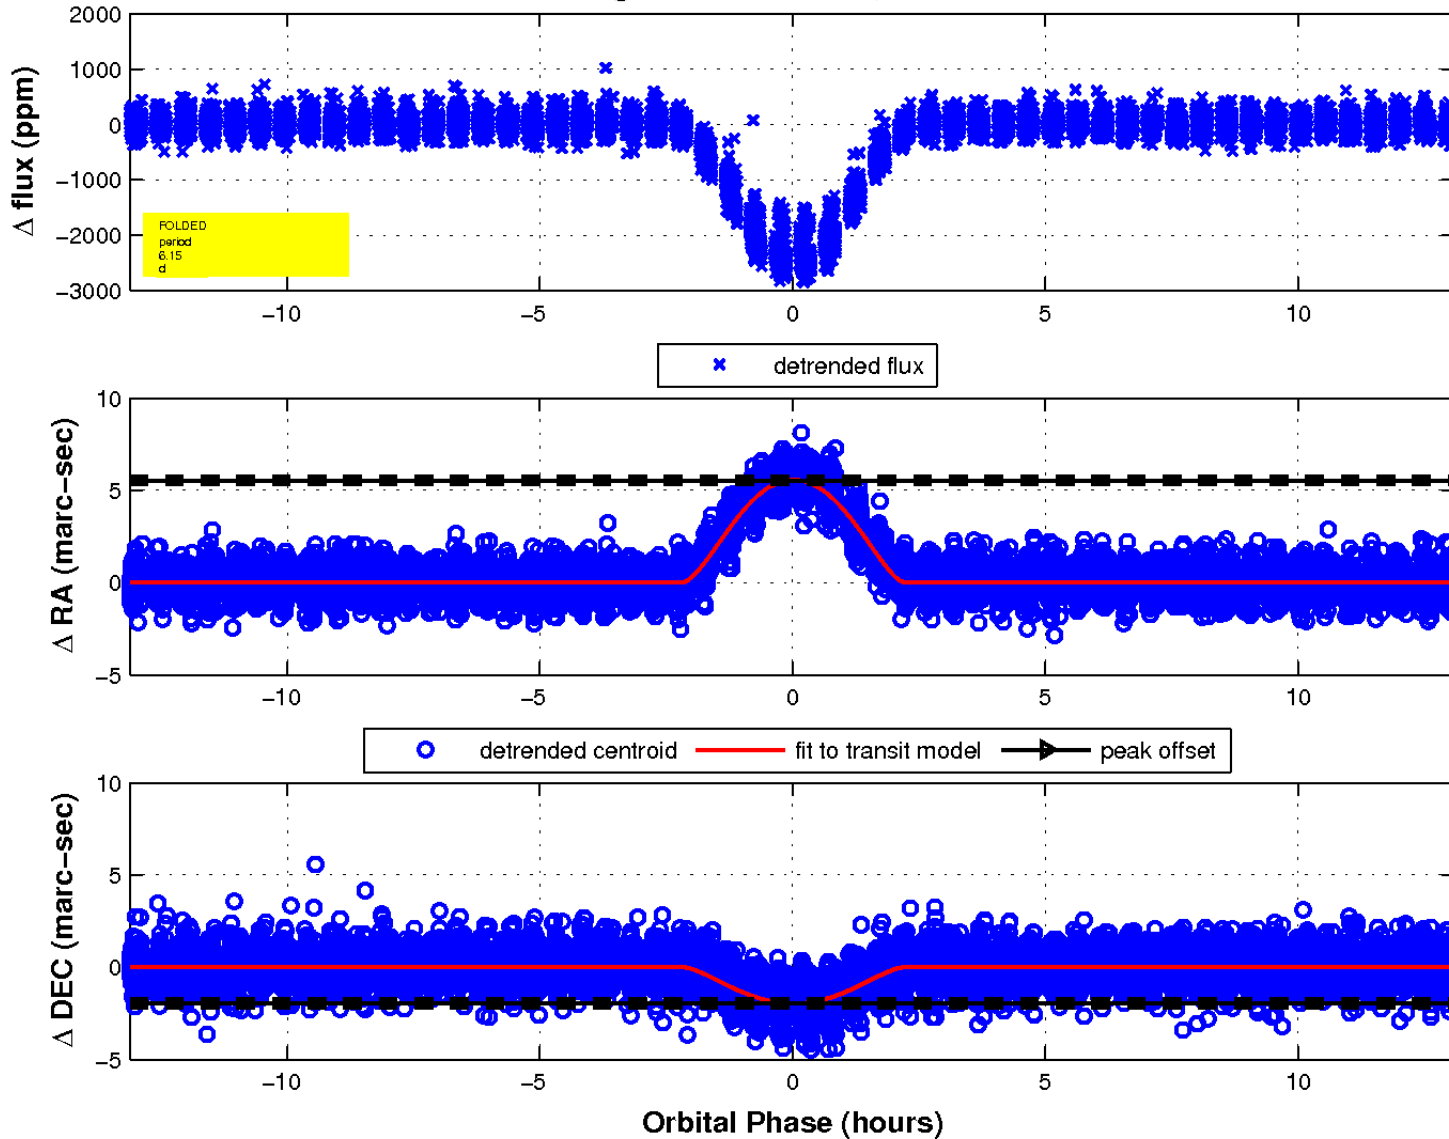 2000
1000
0
−1000
−2000
−3000
Δ flux (ppm)
FOLDED
period
6.15
d
−10 −5 0 5 10
detrended flux
10
5
0
−5
Δ RA (marc−sec)
−10 −5 0 5 10
detrended centroid fit to transit model peak offset
10
5
0
−5
Δ DEC (marc−sec)
−10 −5 0 5 10
Orbital Phase (hours)